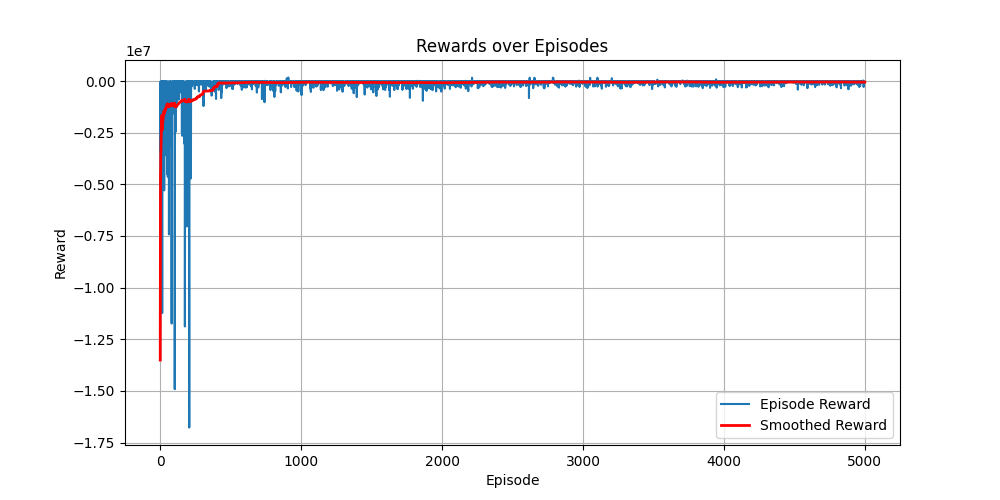 Rewards over Episodes
1e7
0.00
−0.25
−0.50
−0.75
−1.00
−1.25
−1.50
−1.75
Reward
0 1000 2000 3000 4000 5000
Episode
Episode Reward
Smoothed Reward